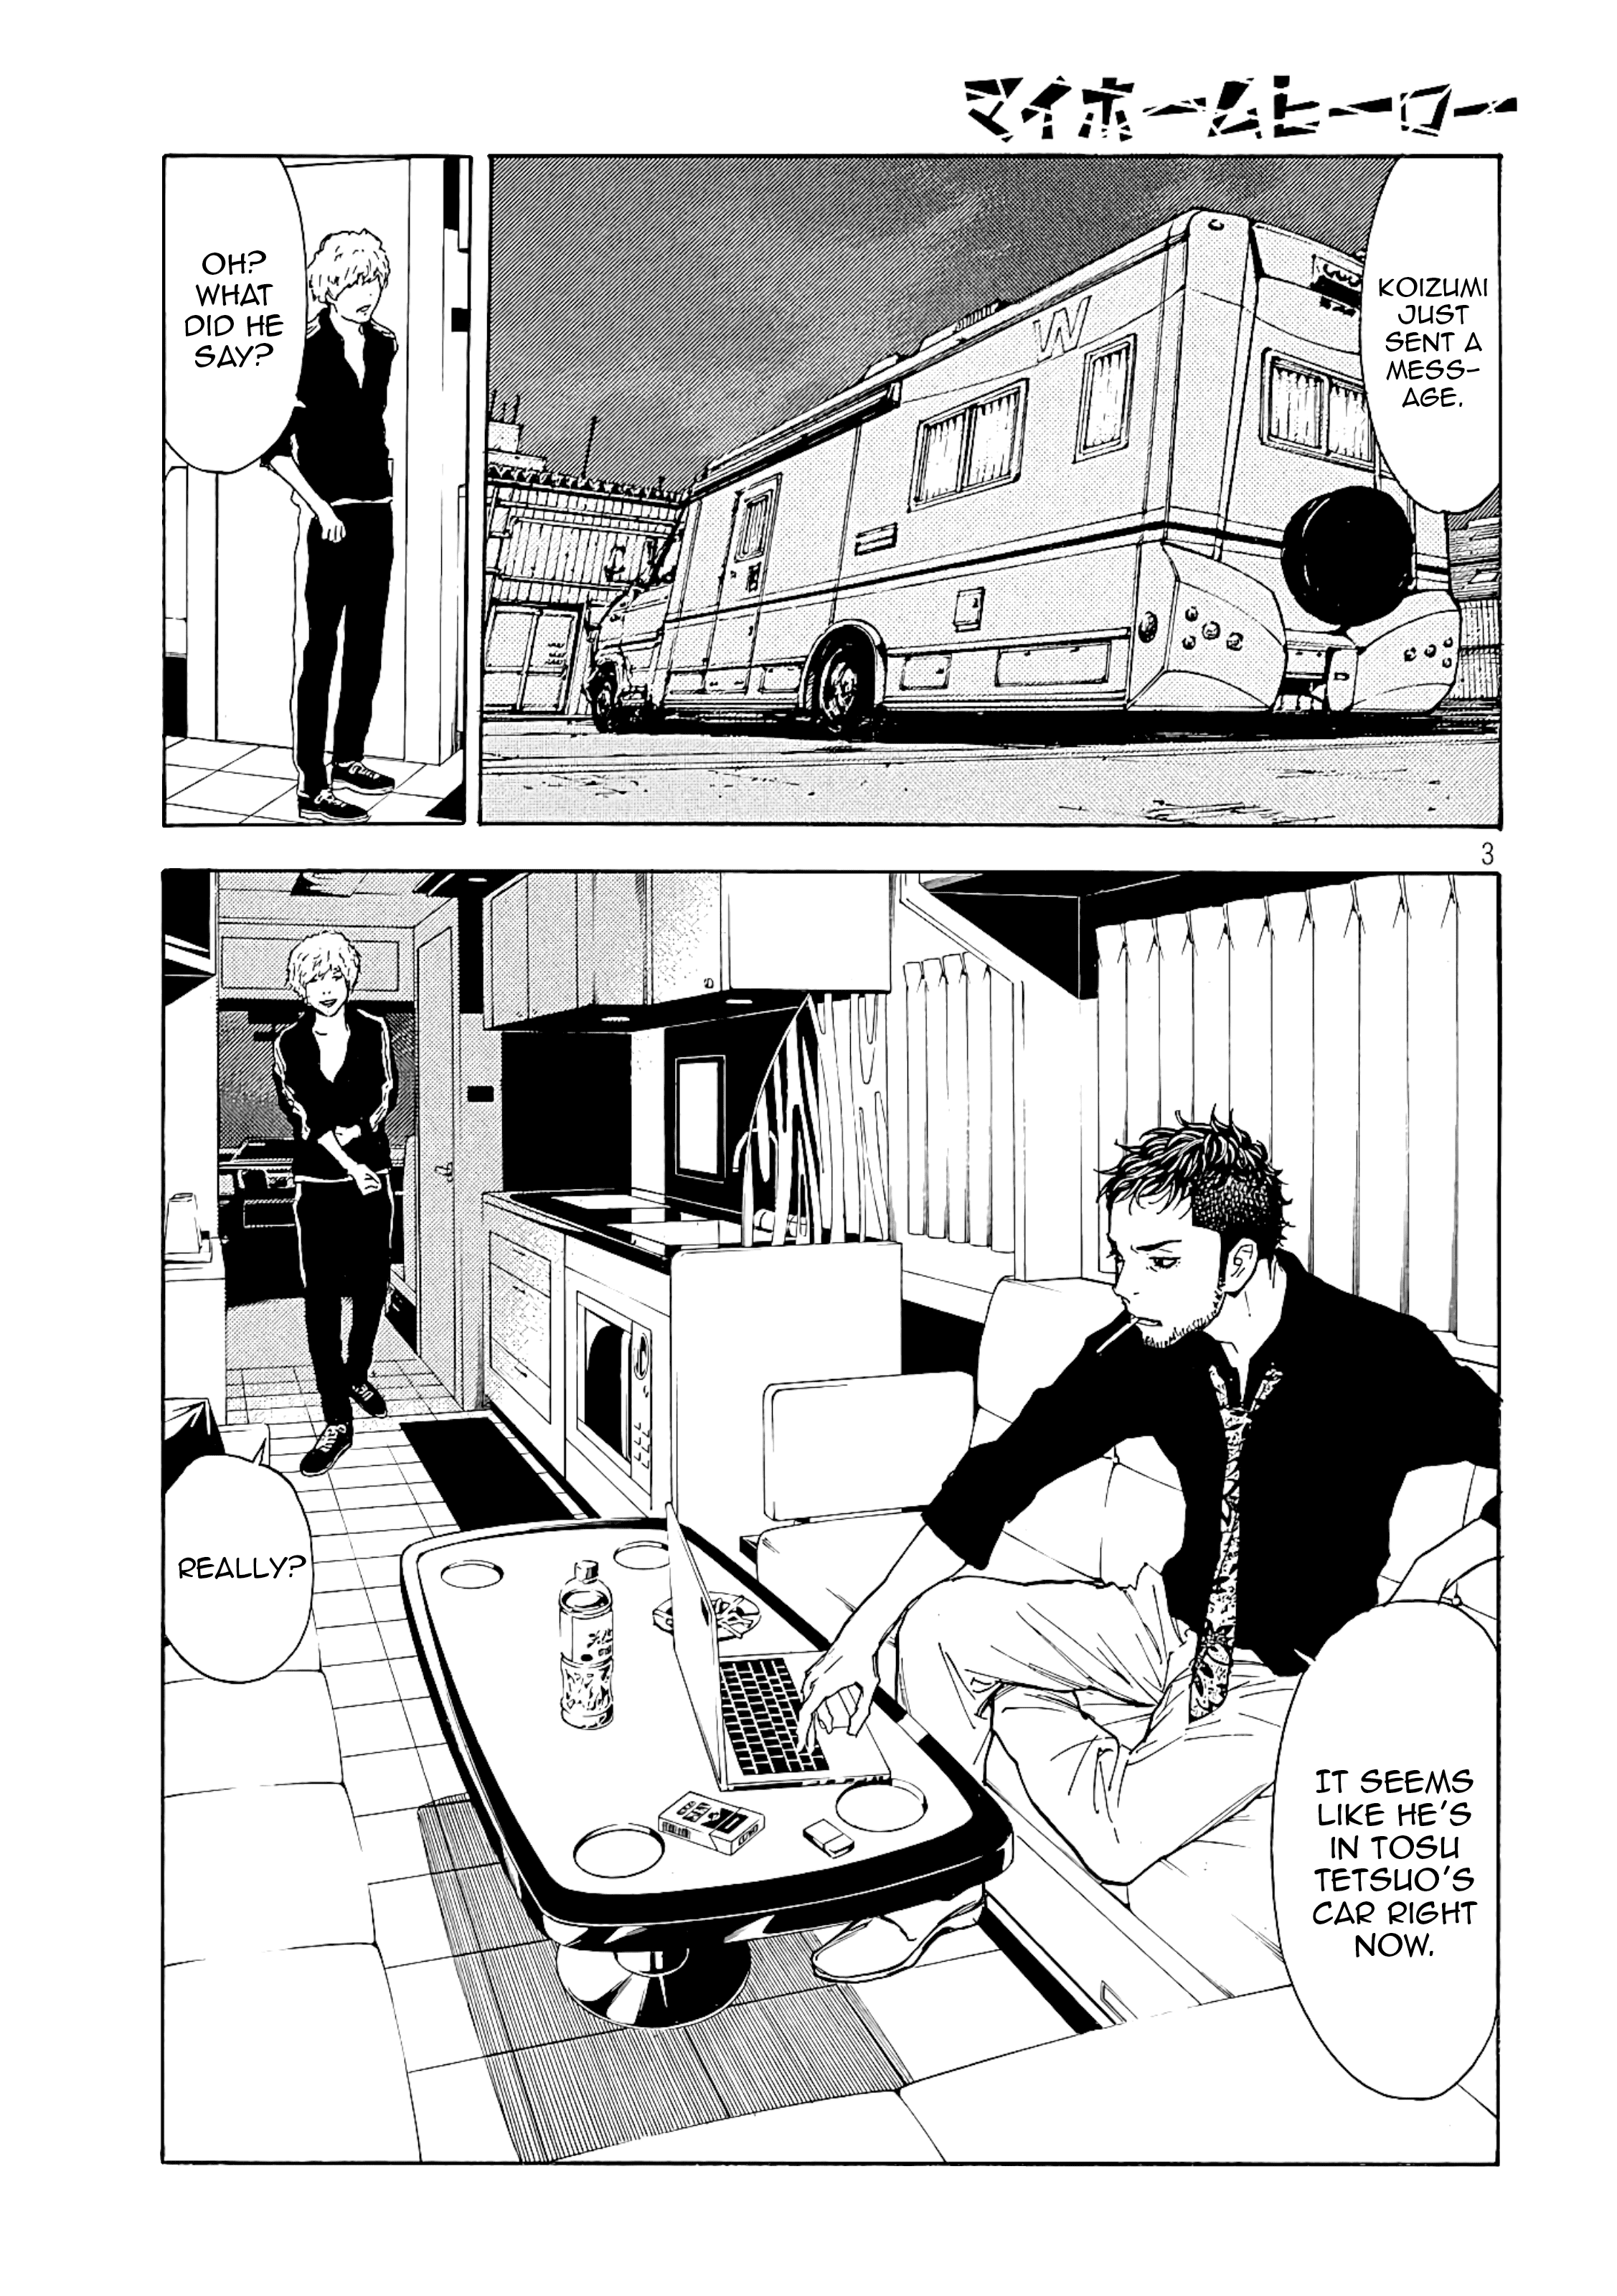 マイホームヒーロー
KOIZUMI
JUST
SENT A
MESS-
AGE.
OH?
WHAT
DID HE
SAY?
3
IT SEEMS
LIKE HE'S
IN TOSU
TETSUO'S
CAR RIGHT
NOW.
REALLY?